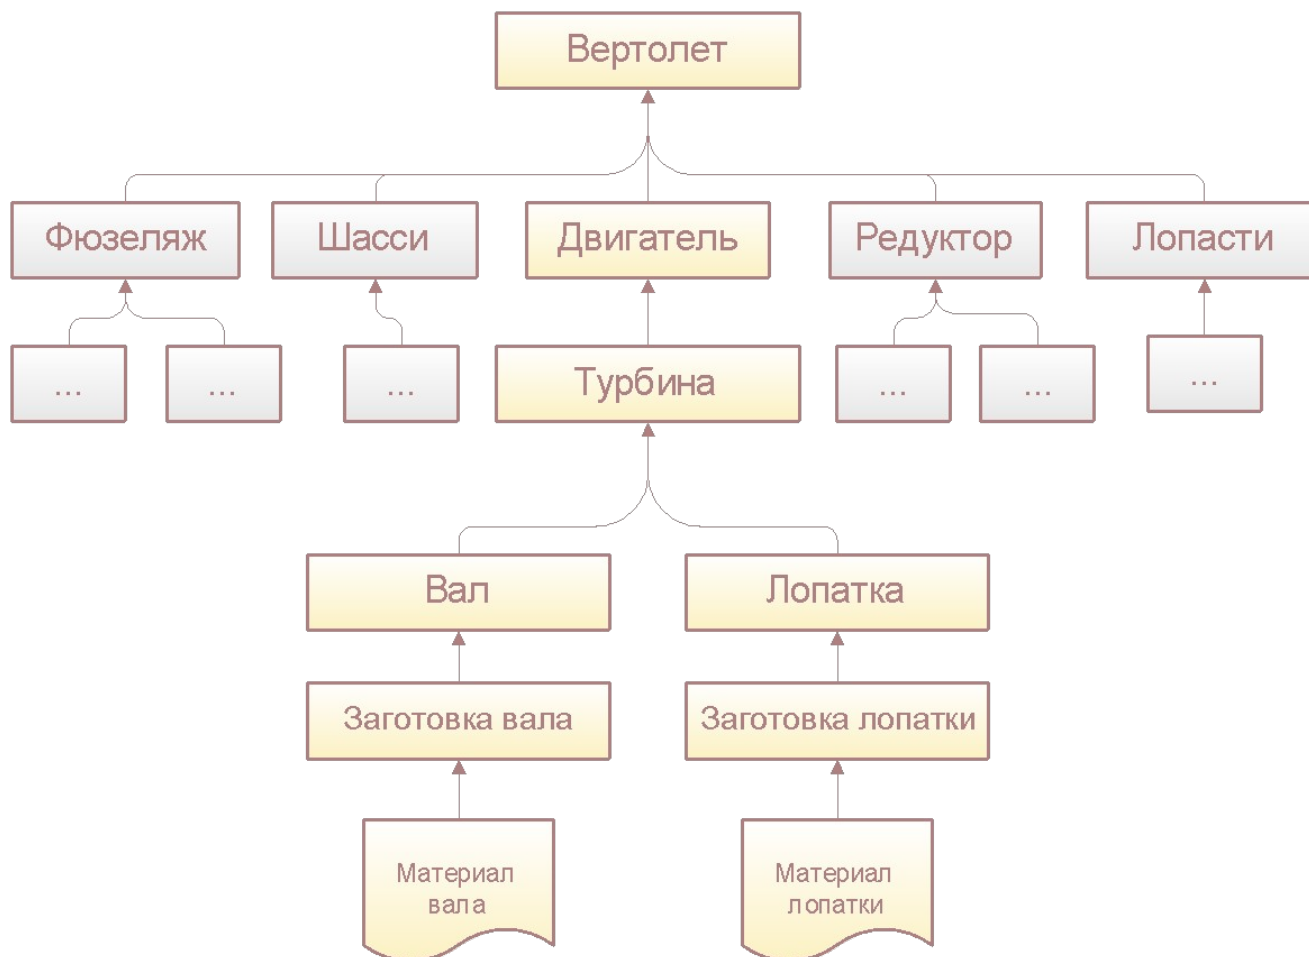 Вертолет
Фюзеляж
Шасси
Двигатель
Редуктор
Лопасти
...
...
...
Турбина
...
...
...
Вал
Лопатка
Заготовка вала
Заготовка лопатки
Материал
вала
Материал
лопатки